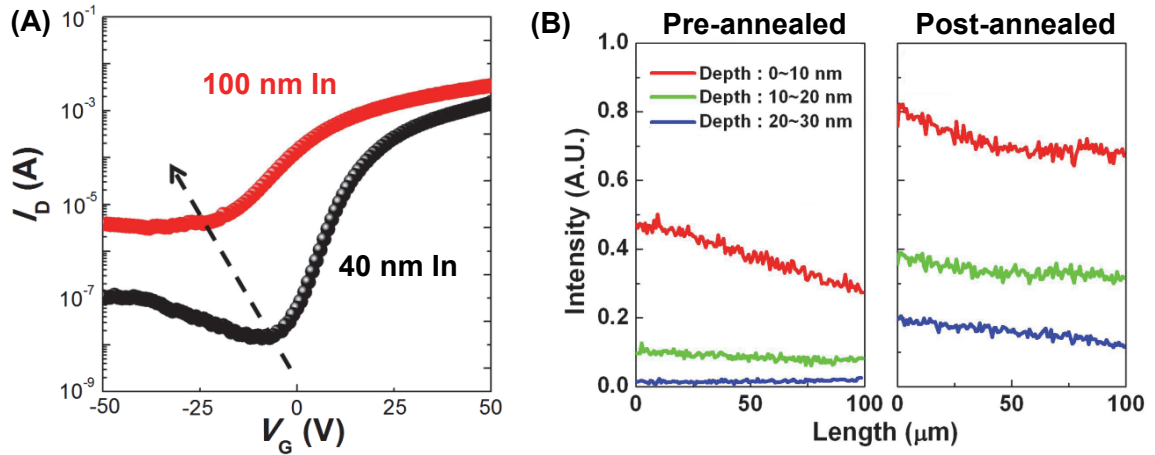 (A)
10⁻¹
10⁻³
10⁻⁵
10⁻⁷
10⁻⁹
I_D (A)
100 nm In
40 nm In
-50 -25 0 25 50
V_G (V)
(B)
Pre-annealed Post-annealed
1.0
0.8
0.6
0.4
0.2
0.0
Intensity (A.U.)
Depth : 0~10 nm
Depth : 10~20 nm
Depth : 20~30 nm
0 50 100 0 50 100
Length (μm)